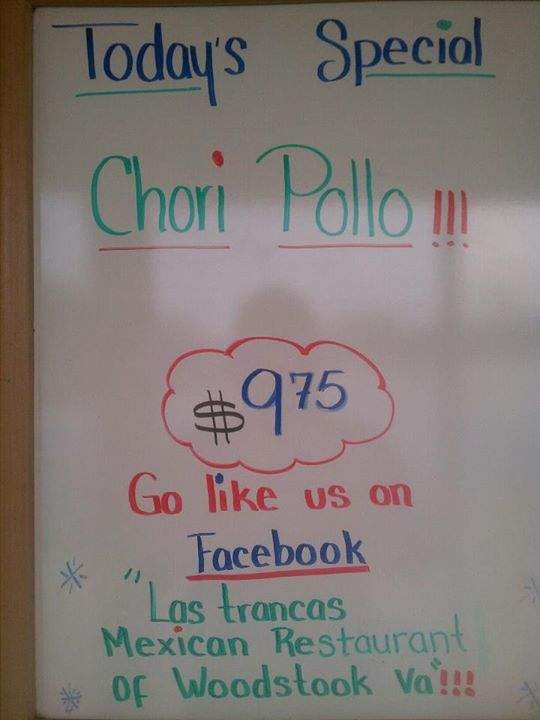 Today's Special
Chori Pollo !!!
$975
Go like us on
Facebook
"Las trancas
Mexican Restaurant
OF Woodstook Va"!!!